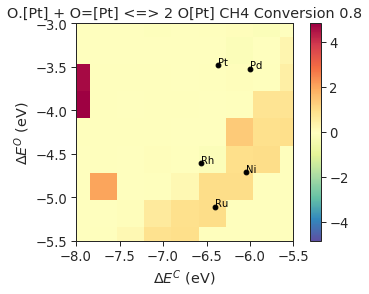 O.[Pt] + O=[Pt] <=> 2 O[Pt] CH4 Conversion 0.8
−3.0
−3.5
−4.0
−4.5
−5.0
−5.5
ΔE^O (eV)
Pt
Pd
Rh
Ni
Ru
−8.0 −7.5 −7.0 −6.5 −6.0 −5.5
ΔE^C (eV)
4
2
0
−2
−4